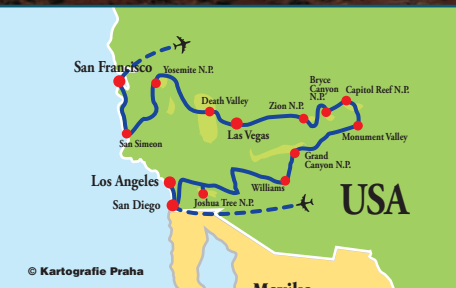 San Francisco
Yosemite N.P.
Bryce
Canyon
N.P.
Capitol Reef N.P.
Death Valley
Zion N.P.
Las Vegas
San Simeon
Monument Valley
Grand
Canyon N.P.
Los Angeles
Williams
USA
San Diego
Joshua Tree N.P.
© Kartografie Praha